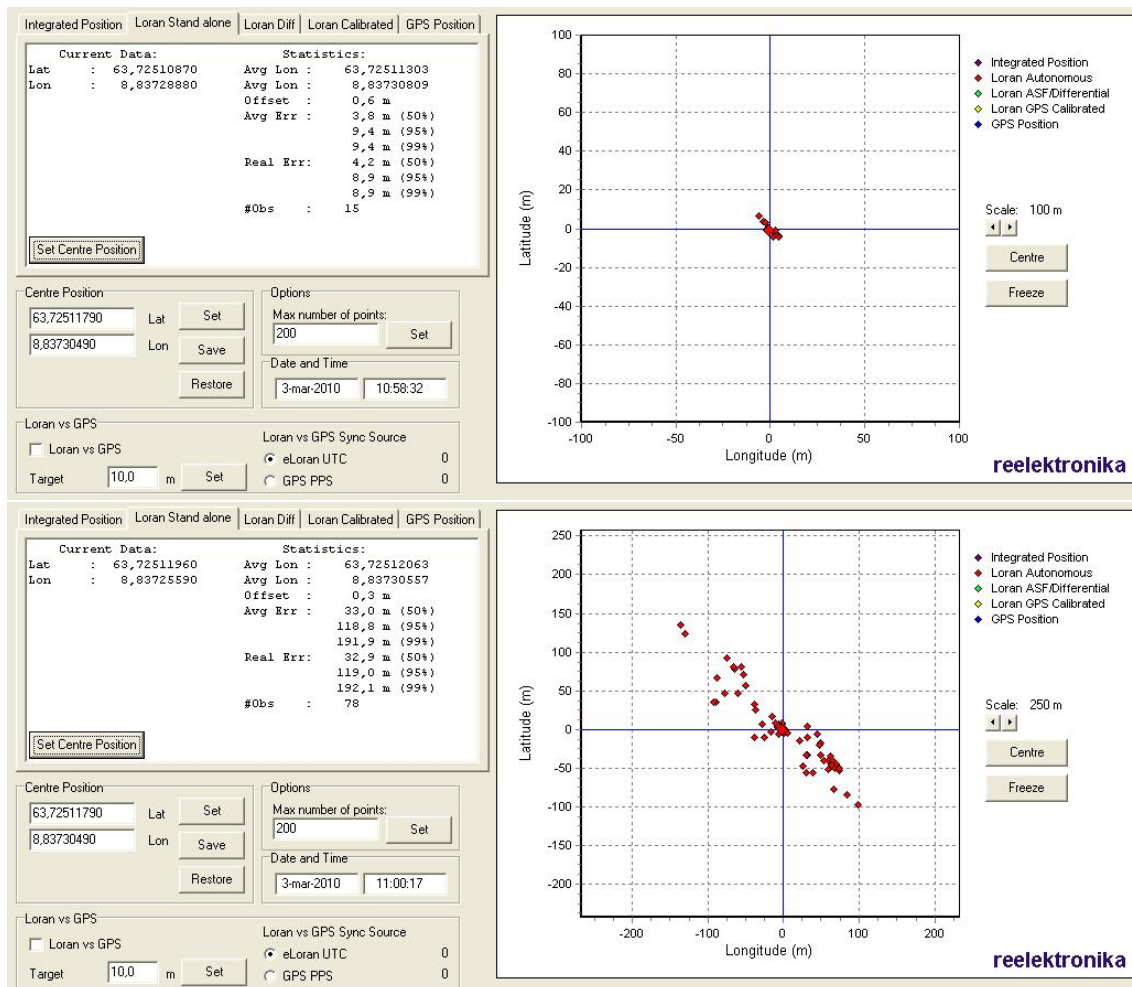 Integrated Position Loran Stand alone Loran Diff Loran Calibrated GPS Position
Current Data: Statistics:
Lat : 63,72510870 Avg Lon : 63,72511303
Lon : 8,83728880 Avg Lon : 8,83730809
Offset : 0,6 m
Avg Err : 3,8 m (50%)
9,4 m (95%)
9,4 m (99%)
Real Err: 4,2 m (50%)
8,9 m (95%)
8,9 m (99%)
#Obs : 15
Set Centre Position
Centre Position
63,72511790 Lat Set
8,83730490 Lon Save
Restore
Options
Max number of points:
200 Set
Date and Time
3-mar-2010 10:58:32
Loran vs GPS
Loran vs GPS
Target 10,0 m Set
Loran vs GPS Sync Source
eLoran UTC 0
GPS PPS 0
100
80
60
40
20
0
-20
-40
-60
-80
-100
Latitude (m)
-100 -50 0 50 100
Longitude (m)
Integrated Position
Loran Autonomous
Loran ASF/Differential
Loran GPS Calibrated
GPS Position
Scale: 100 m
Centre
Freeze
reelektronika
Integrated Position Loran Stand alone Loran Diff Loran Calibrated GPS Position
Current Data: Statistics:
Lat : 63,72511960 Avg Lon : 63,72512063
Lon : 8,83725590 Avg Lon : 8,83730557
Offset : 0,3 m
Avg Err : 33,0 m (50%)
118,8 m (95%)
191,9 m (99%)
Real Err: 32,9 m (50%)
119,0 m (95%)
192,1 m (99%)
#Obs : 78
Set Centre Position
Centre Position
63,72511790 Lat Set
8,83730490 Lon Save
Restore
Options
Max number of points:
200 Set
Date and Time
3-mar-2010 11:00:17
Loran vs GPS
Loran vs GPS
Target 10,0 m Set
Loran vs GPS Sync Source
eLoran UTC 0
GPS PPS 0
250
200
150
100
50
0
-50
-100
-150
-200
Latitude (m)
-200 -100 0 100 200
Longitude (m)
Integrated Position
Loran Autonomous
Loran ASF/Differential
Loran GPS Calibrated
GPS Position
Scale: 250 m
Centre
Freeze
reelektronika